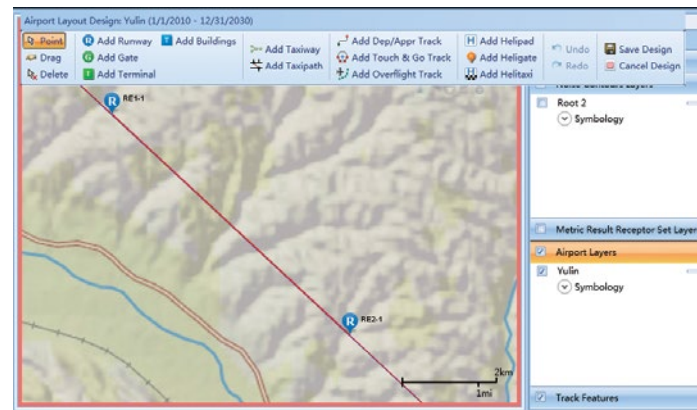 Airport Layout Design: Yulin (1/1/2010 - 12/31/2030)
Point
Drag
Delete
R Add Runway
G Add Gate
T Add Terminal
T Add Buildings
Add Taxiway
Add Taxipath
Add Dep/Appr Track
Add Touch & Go Track
Add Overflight Track
H Add Helipad
Add Heligate
H Add Helitaxi
Undo
Redo
Save Design
Cancel Design
Noise Contours Layers
Root 2
Symbology
Metric Result Receptor Set Layer
Airport Layers
Yulin
Symbology
Track Features
R RE1-1
R RE2-1
2km
1mi